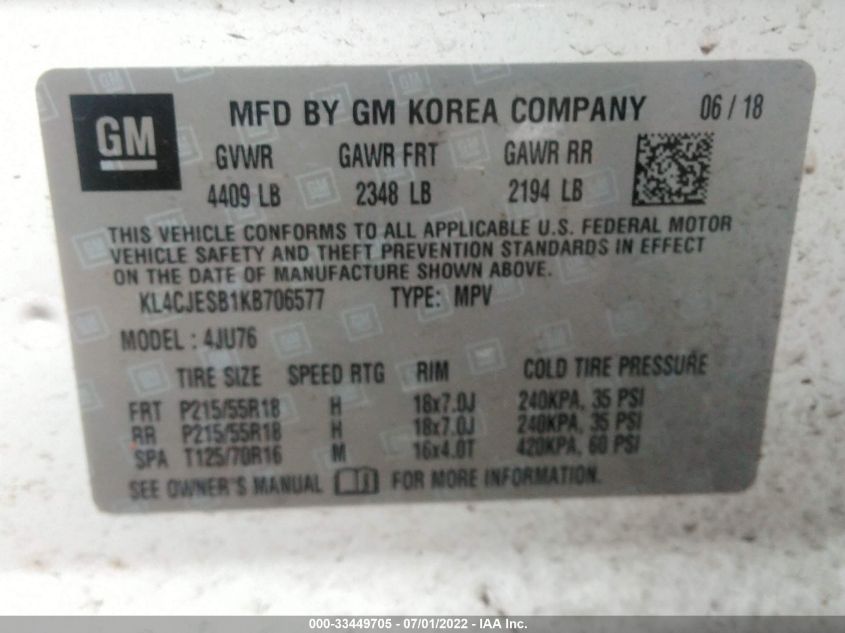 GM
MFD BY GM KOREA COMPANY 06 / 18
GVWR GAWR FRT GAWR RR
4409 LB 2348 LB 2194 LB
THIS VEHICLE CONFORMS TO ALL APPLICABLE U.S. FEDERAL MOTOR
VEHICLE SAFETY AND THEFT PREVENTION STANDARDS IN EFFECT
ON THE DATE OF MANUFACTURE SHOWN ABOVE.
KL4CJESB1KB706577 TYPE: MPV
MODEL : 4JU76
TIRE SIZE SPEED RTG RIM COLD TIRE PRESSURE
FRT P215/55R18 H 18x7.0J 240KPA, 35 PSI
RR P215/55R18 H 18x7.0J 240KPA, 35 PSI
SPA T125/70R16 M 16x4.0T 420KPA, 60 PSI
SEE OWNER'S MANUAL FOR MORE INFORMATION.
000-33449705 - 07/01/2022 - IAA Inc.